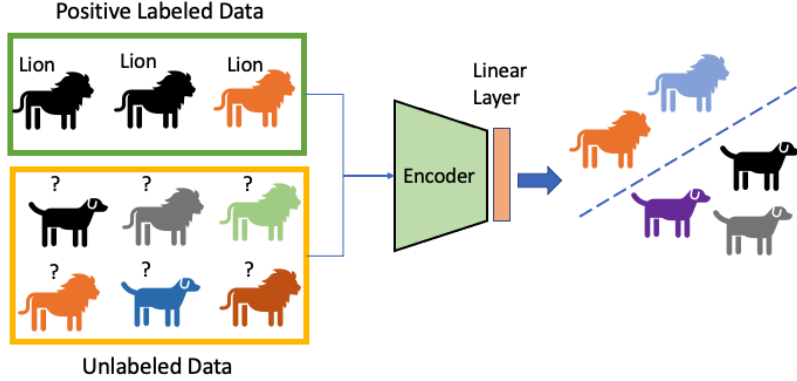 Positive Labeled Data
Lion Lion Lion
? ? ?
? ? ?
Unlabeled Data
Encoder
Linear
Layer